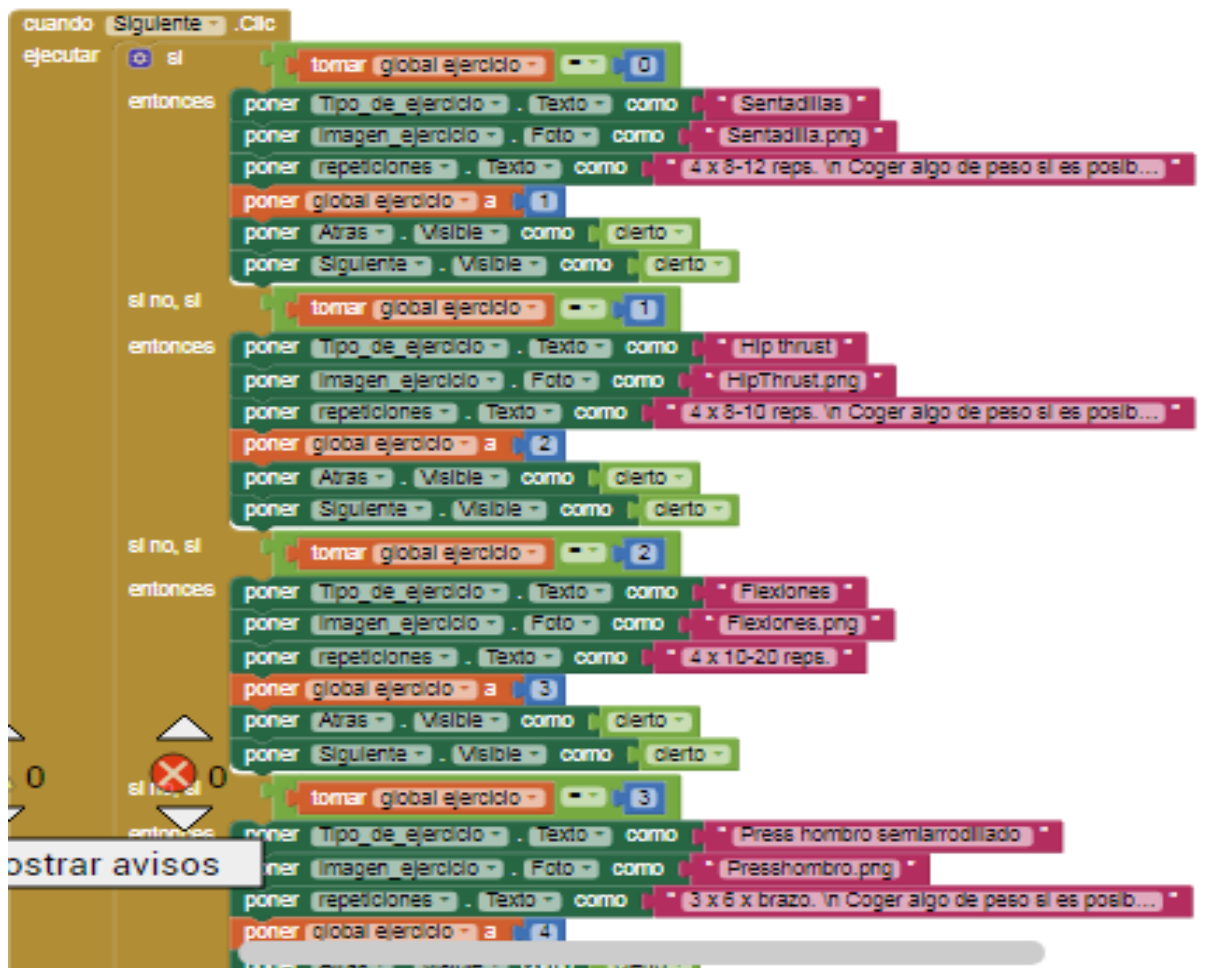 cuando Siguiente .Clic
ejecutar si tomar global ejercicio = 0
entonces poner Tipo_de_ejercicio . Texto como " Sentadillas "
poner Imagen_ejercicio . Foto como " Sentadilla.png "
poner repeticiones . Texto como " 4 x 8-12 reps. \n Coger algo de peso si es posib... "
poner global ejercicio a 1
poner Atras . Visible como cierto
poner Siguiente . Visible como cierto
si no, si tomar global ejercicio = 1
entonces poner Tipo_de_ejercicio . Texto como " Hip thrust "
poner Imagen_ejercicio . Foto como " HipThrust.png "
poner repeticiones . Texto como " 4 x 8-10 reps. \n Coger algo de peso si es posib... "
poner global ejercicio a 2
poner Atras . Visible como cierto
poner Siguiente . Visible como cierto
si no, si tomar global ejercicio = 2
entonces poner Tipo_de_ejercicio . Texto como " Flexiones "
poner Imagen_ejercicio . Foto como " Flexiones.png "
poner repeticiones . Texto como " 4 x 10-20 reps. "
poner global ejercicio a 3
poner Atras . Visible como cierto
poner Siguiente . Visible como cierto
0 0
si no, si tomar global ejercicio = 3
entonces poner Tipo_de_ejercicio . Texto como " Press hombro semiarrodillado "
ostrar avisos
poner Imagen_ejercicio . Foto como " Presshombro.png "
poner repeticiones . Texto como " 3 x 6 x brazo. \n Coger algo de peso si es posib... "
poner global ejercicio a 4